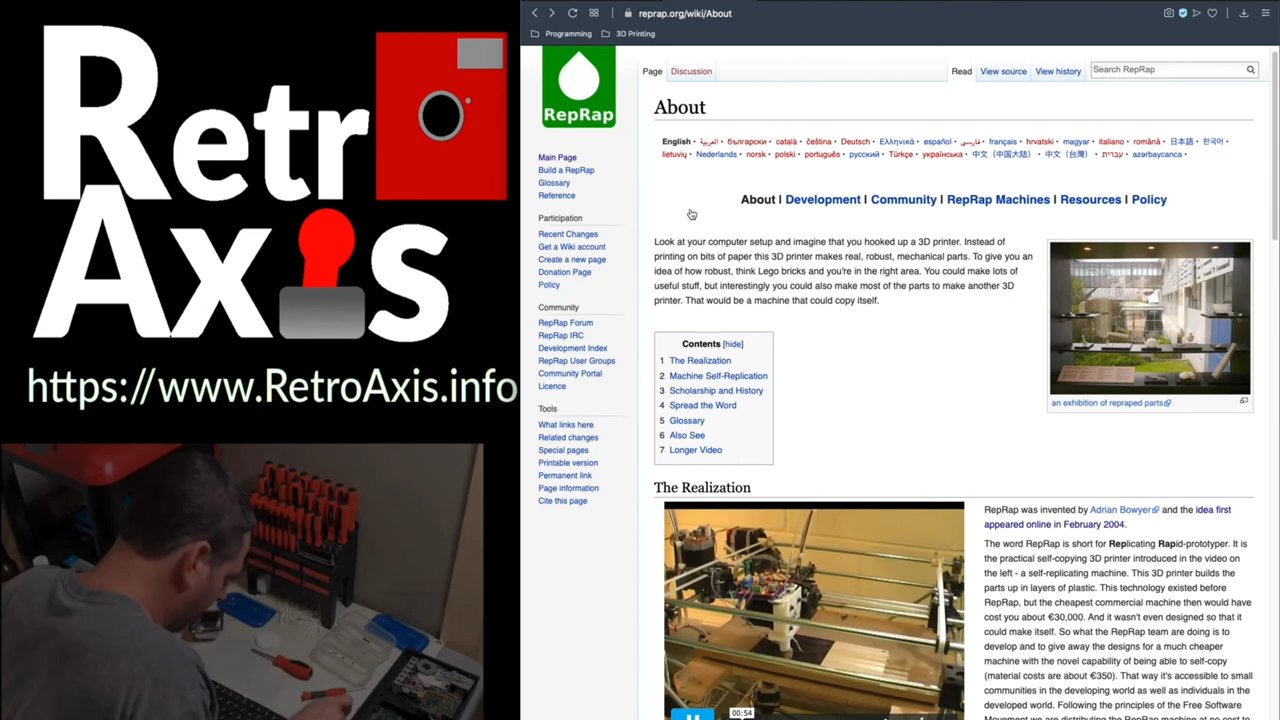 Retr
Axis
https://www.RetroAxis.info
reprap.org/wiki/About
Programming
3D Printing
RepRap
Main Page
Build a RepRap
Glossary
Reference
Participation
Recent Changes
Get a Wiki account
Create a new page
Donation Page
Policy
Community
RepRap Forum
RepRap IRC
Development Index
RepRap User Groups
Community Portal
Licence
Tools
What links here
Related changes
Special pages
Printable version
Permanent link
Page information
Cite this page
Page Discussion Read View source View history Search RepRap
About
English • العربية • български • català • čeština • Deutsch • Ελληνικά • español • فارسی • français • hrvatski • magyar • italiano • română • 日本語 • 한국어 •
lietuvių • Nederlands • norsk • polski • português • русский • Türkçe • українська • 中文（中国大陆） • 中文（台灣） • עברית • azərbaycanca •
About | Development | Community | RepRap Machines | Resources | Policy
Look at your computer setup and imagine that you hooked up a 3D printer. Instead of
printing on bits of paper this 3D printer makes real, robust, mechanical parts. To give you an
idea of how robust, think Lego bricks and you're in the right area. You could make lots of
useful stuff, but interestingly you could also make most of the parts to make another 3D
printer. That would be a machine that could copy itself.
an exhibition of repraped parts
Contents [hide]
1 The Realization
2 Machine Self-Replication
3 Scholarship and History
4 Spread the Word
5 Glossary
6 Also See
7 Longer Video
The Realization
00:54
RepRap was invented by Adrian Bowyer and the idea first
appeared online in February 2004.
The word RepRap is short for Replicating Rapid-prototyper. It is
the practical self-copying 3D printer introduced in the video on
the left - a self-replicating machine. This 3D printer builds the
parts up in layers of plastic. This technology existed before
RepRap, but the cheapest commercial machine then would have
cost you about €30,000. And it wasn't even designed so that it
could make itself. So what the RepRap team are doing is to
develop and to give away the designs for a much cheaper
machine with the novel capability of being able to self-copy
(material costs are about €350). That way it's accessible to small
communities in the developing world as well as individuals in the
developed world. Following the principles of the Free Software
Movement we are distributing the RepRap machine at no cost to